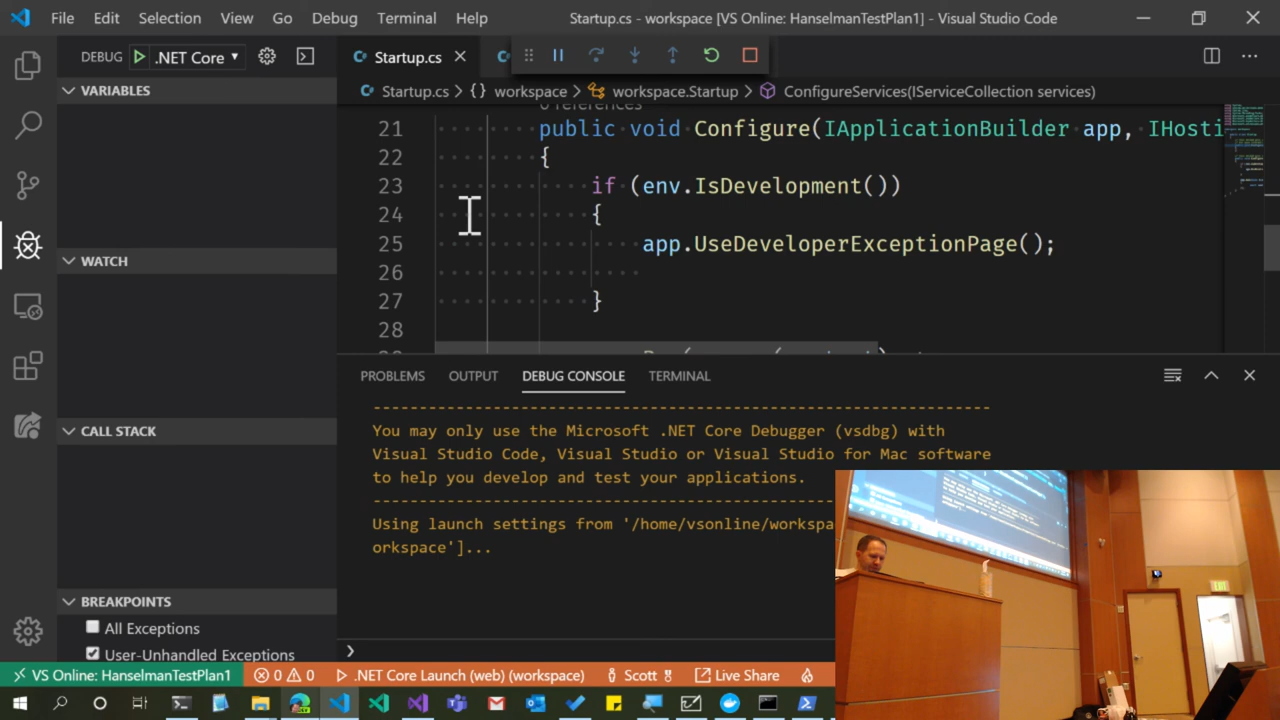 File Edit Selection View Go Debug Terminal Help Startup.cs - workspace [VS Online: HanselmanTestPlan1] - Visual Studio Code
DEBUG .NET Core
Startup.cs
Startup.cs > {} workspace > workspace.Startup > ConfigureServices(IServiceCollection services)
VARIABLES
WATCH
CALL STACK
BREAKPOINTS
All Exceptions
User-Unhandled Exceptions
0 references
21 public void Configure(IApplicationBuilder app, IHosti
22 {
23 if (env.IsDevelopment())
24 {
25 app.UseDeveloperExceptionPage();
26
27 }
28
PROBLEMS OUTPUT DEBUG CONSOLE TERMINAL
-------------------------------------------------------------------
You may only use the Microsoft .NET Core Debugger (vsdbg) with
Visual Studio Code, Visual Studio or Visual Studio for Mac software
to help you develop and test your applications.
-------------------------------------------------------------------
Using launch settings from '/home/vsonline/workspa
orkspace']...
VS Online: HanselmanTestPlan1 0 0 .NET Core Launch (web) (workspace) Scott Live Share
EXIT